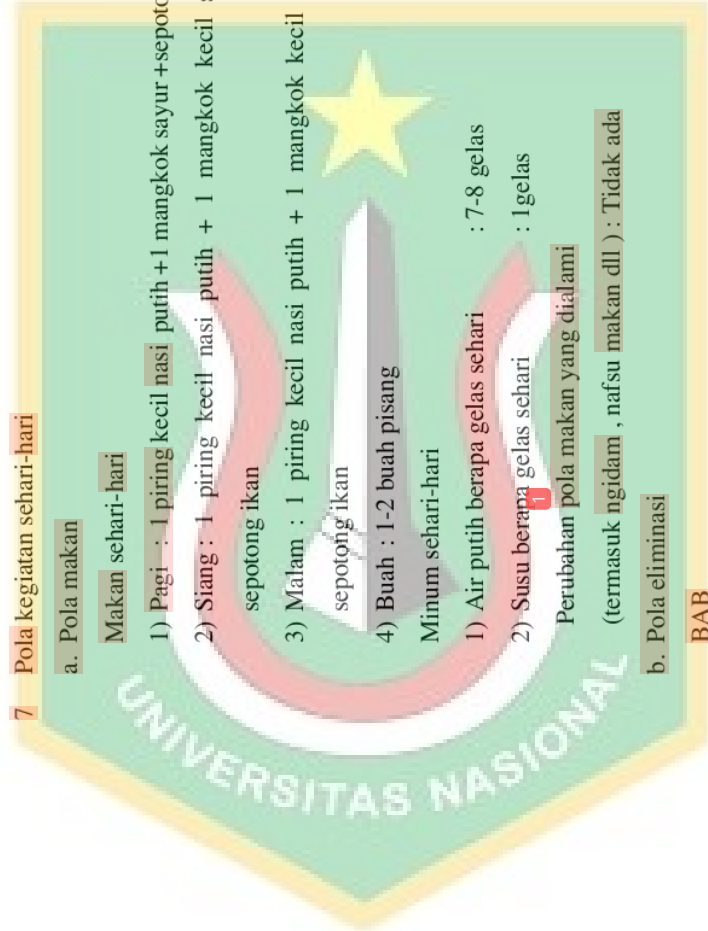 7 Pola kegiatan sehari-hari
a. Pola makan
Makan sehari-hari
1) Pagi : 1 piring kecil nasi putih +1 mangkok sayur
2) Siang : 1 piring kecil nasi putih + 1 mangkok kecil
sepotong ikan
3) Malam : 1 piring kecil nasi putih + 1 mangkok kecil
sepotong ikan
4) Buah : 1-2 buah pisang
Minum sehari-hari
1) Air putih berapa gelas sehari : 7-8 gelas
2) Susu berapa gelas sehari : 1gelas
1
Perubahan pola makan yang dialami
(termasuk ngidam , nafsu makan dll ) : Tidak ada
b. Pola eliminasi
BAB
UNIVERSITAS NASIONAL